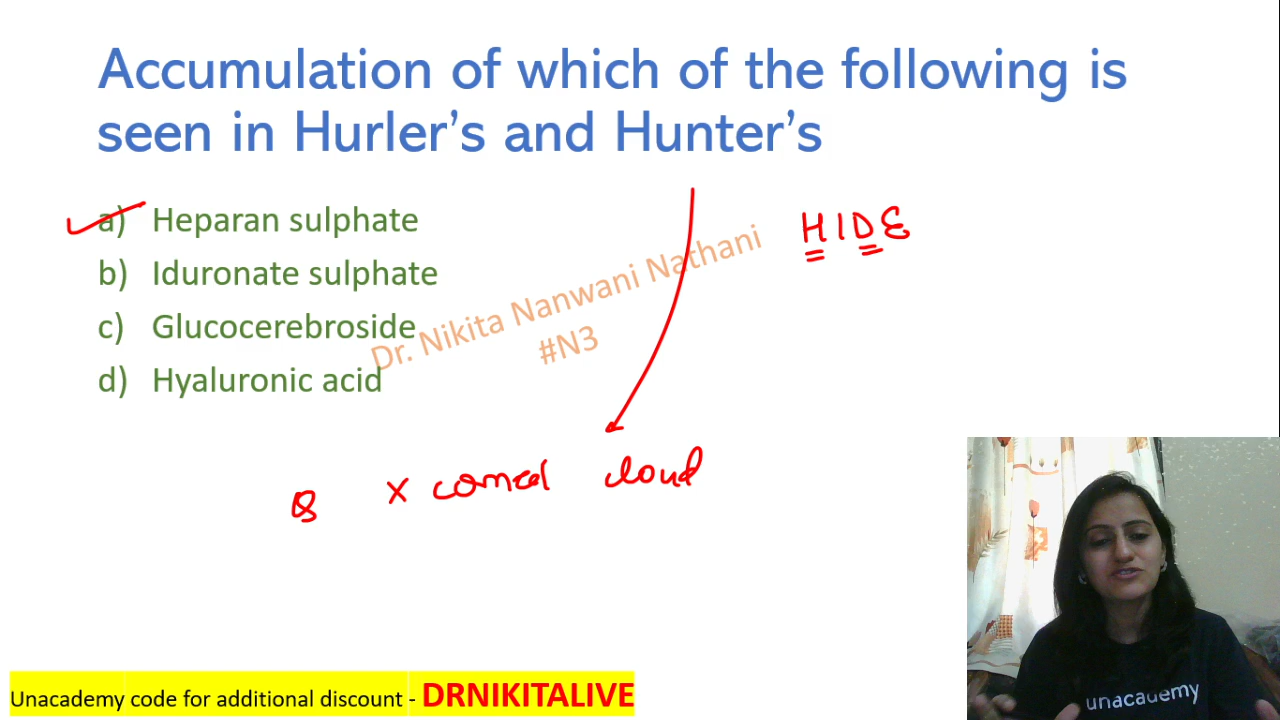 Accumulation of which of the following is
seen in Hurler's and Hunter's
a) Heparan sulphate
b) Iduronate sulphate
c) Glucocerebroside
d) Hyaluronic acid
HIDE
Dr. Nikita Nanwani Nathani
#N3
X corneal cloud
unacademy
Unacademy code for additional discount - DRNIKITALIVE